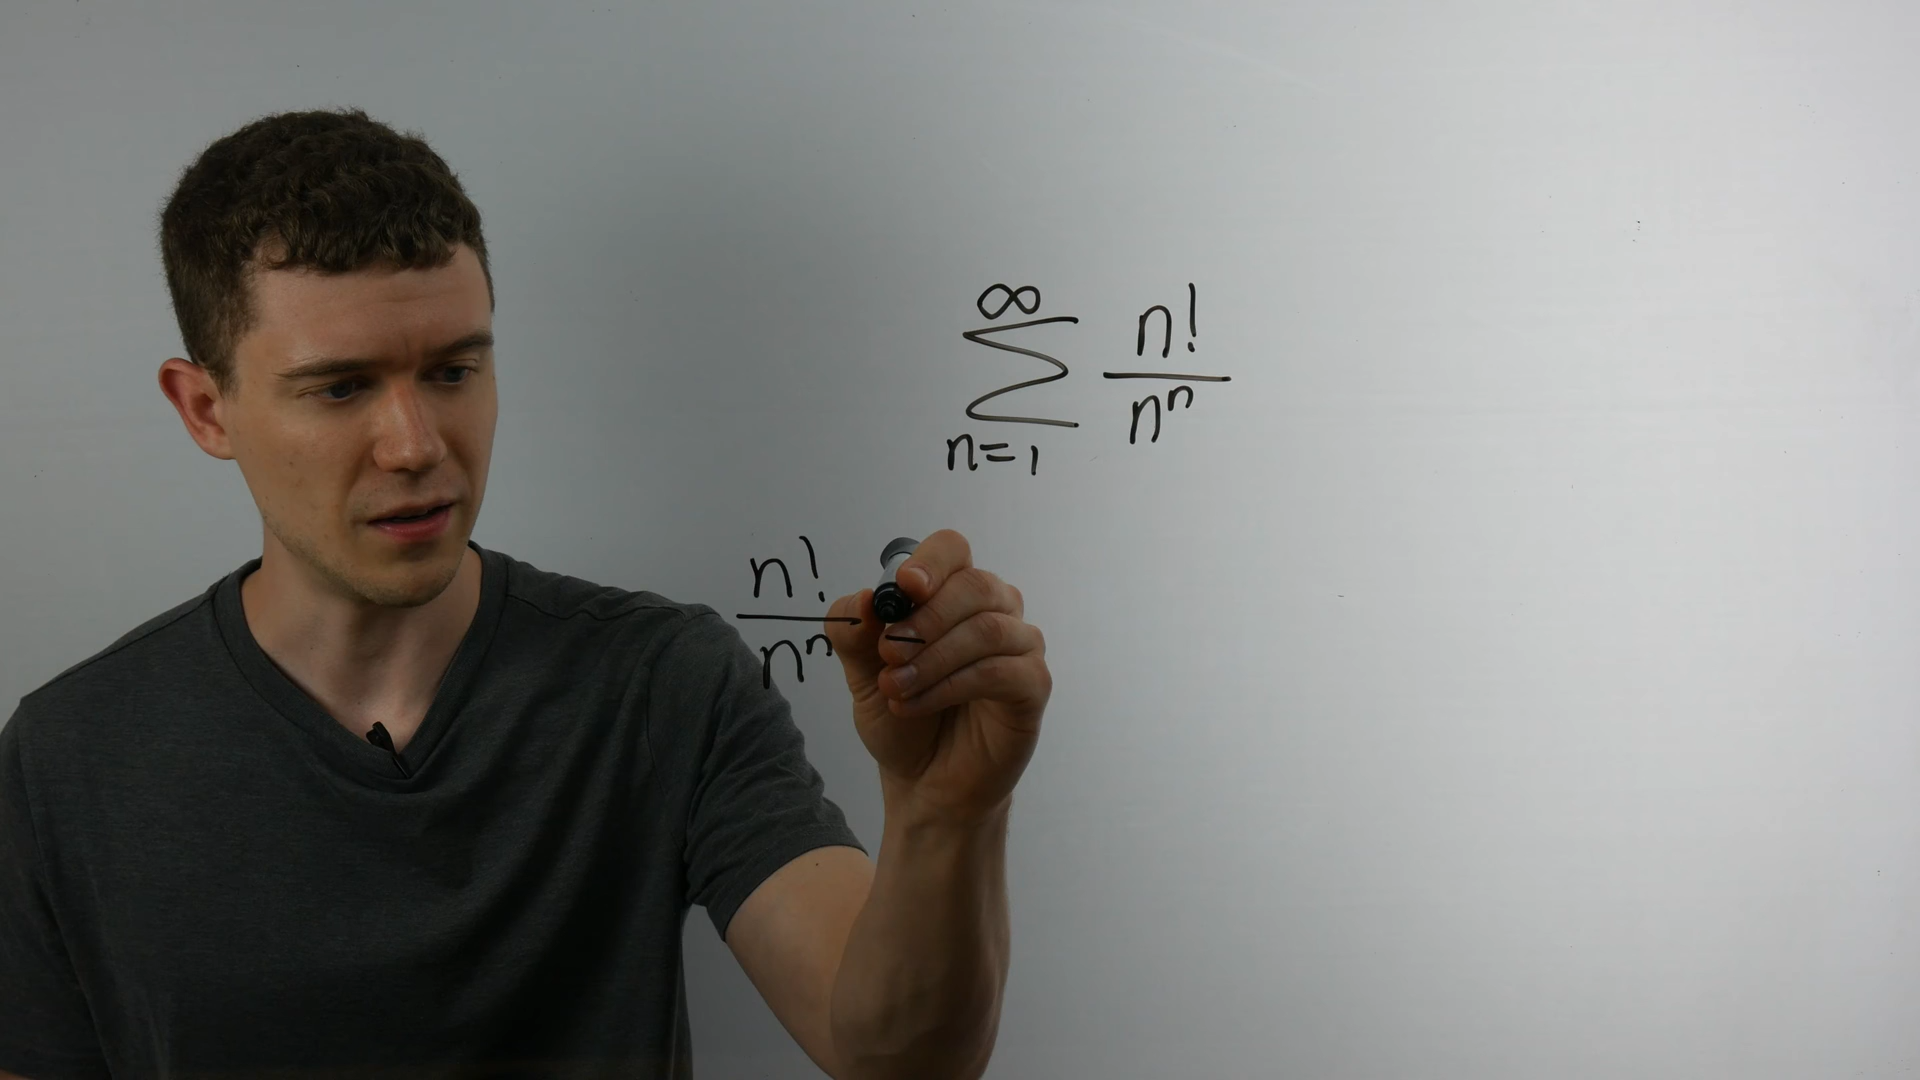 ∞
∑ n!/n^n
n=1
n!/n^n =